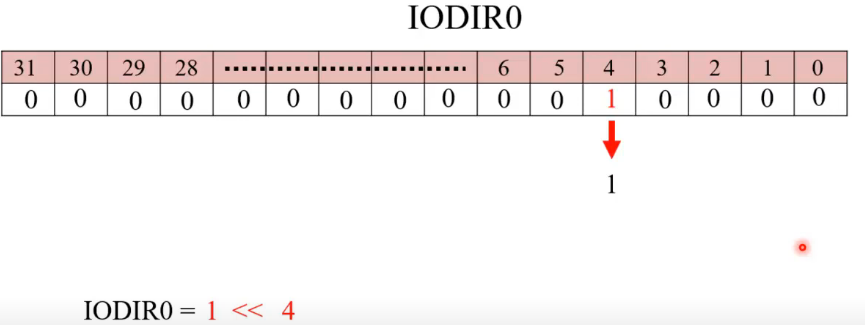 IODIR0
31 30 29 28 ............................ 6 5 4 3 2 1 0
0 0 0 0 0 0 0 0 0 0 0 1 0 0 0 0
1
IODIR0 = 1 << 4